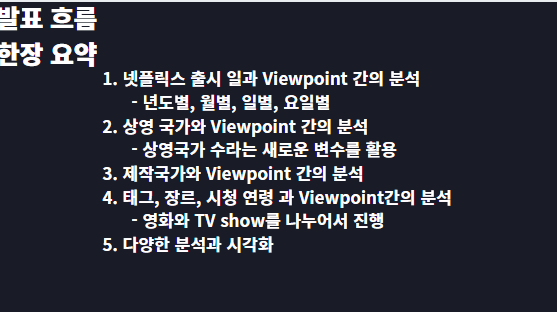 발표 흐름
한장 요약
1. 넷플릭스 출시 일과 Viewpoint 간의 분석
- 년도별, 월별, 일별, 요일별
2. 상영 국가와 Viewpoint 간의 분석
- 상영국가 수라는 새로운 변수를 활용
3. 제작국가와 Viewpoint 간의 분석
4. 태그, 장르, 시청 연령 과 Viewpoint간의 분석
- 영화와 TV show를 나누어서 진행
5. 다양한 분석과 시각화